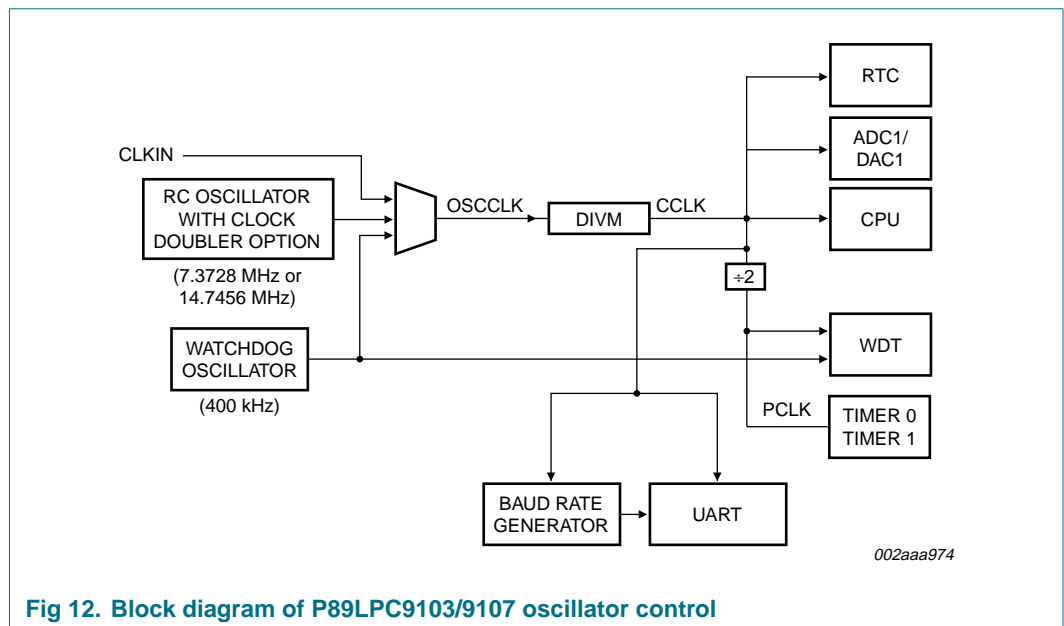 RTC
ADC1/
DAC1
CLKIN
RC OSCILLATOR
WITH CLOCK
DOUBLER OPTION
OSCCLK
DIVM
CCLK
CPU
(7.3728 MHz or
14.7456 MHz)
÷2
WATCHDOG
OSCILLATOR
WDT
(400 kHz)
PCLK
TIMER 0
TIMER 1
BAUD RATE
GENERATOR
UART
002aaa974
Fig 12. Block diagram of P89LPC9103/9107 oscillator control